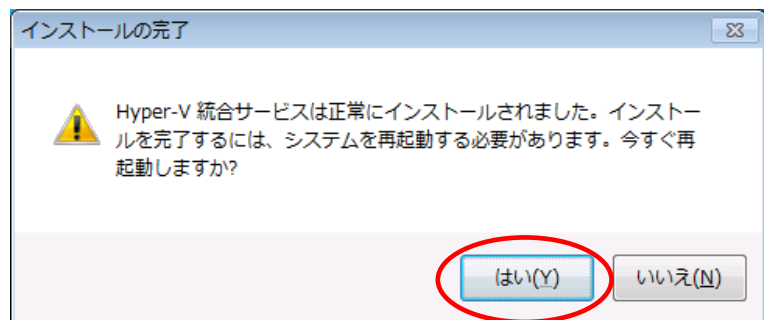 インストールの完了
Hyper-V 統合サービスは正常にインストールされました。インストー
ルを完了するには、システムを再起動する必要があります。今すぐ再
起動しますか?
はい(Y) いいえ(N)